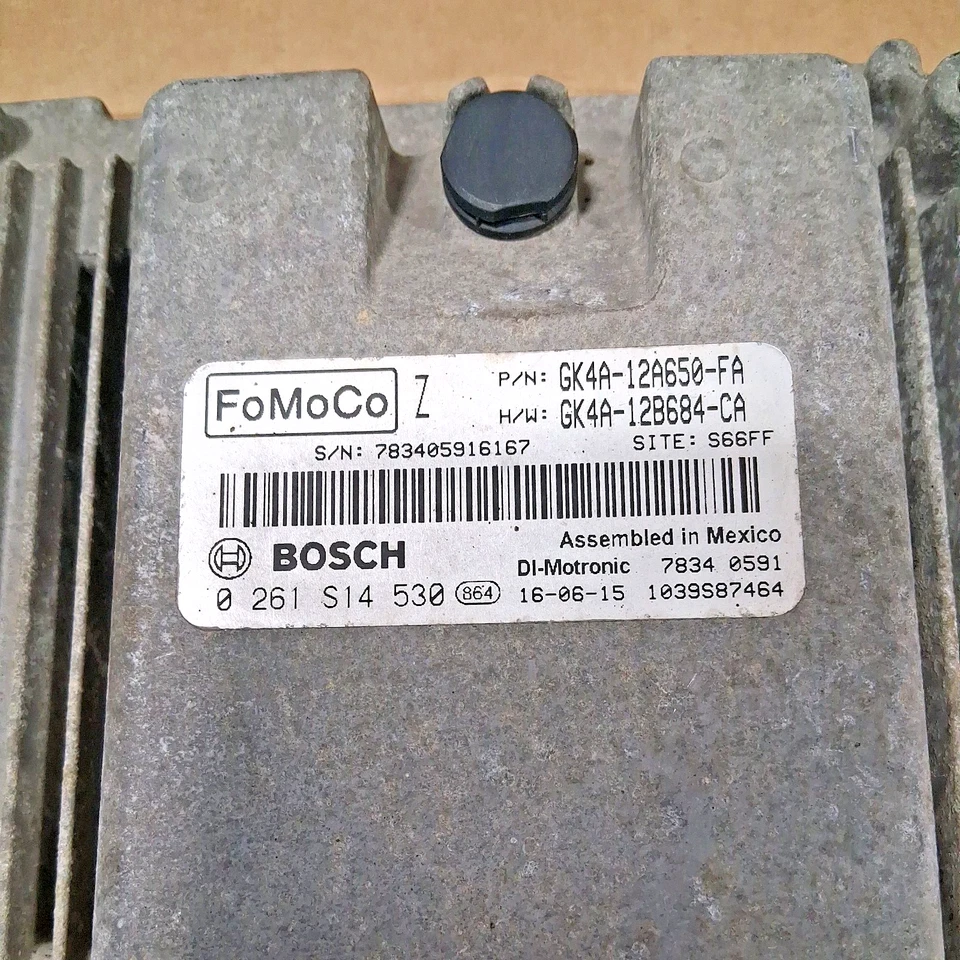 FoMoCo Z P/N: GK4A-12A650-FA
H/W: GK4A-12B684-CA
S/N: 783405916167 SITE: S66FF
BOSCH Assembled in Mexico
DI-Motronic 7834 0591
0 261 S14 530 864 16-06-15 1039S87464